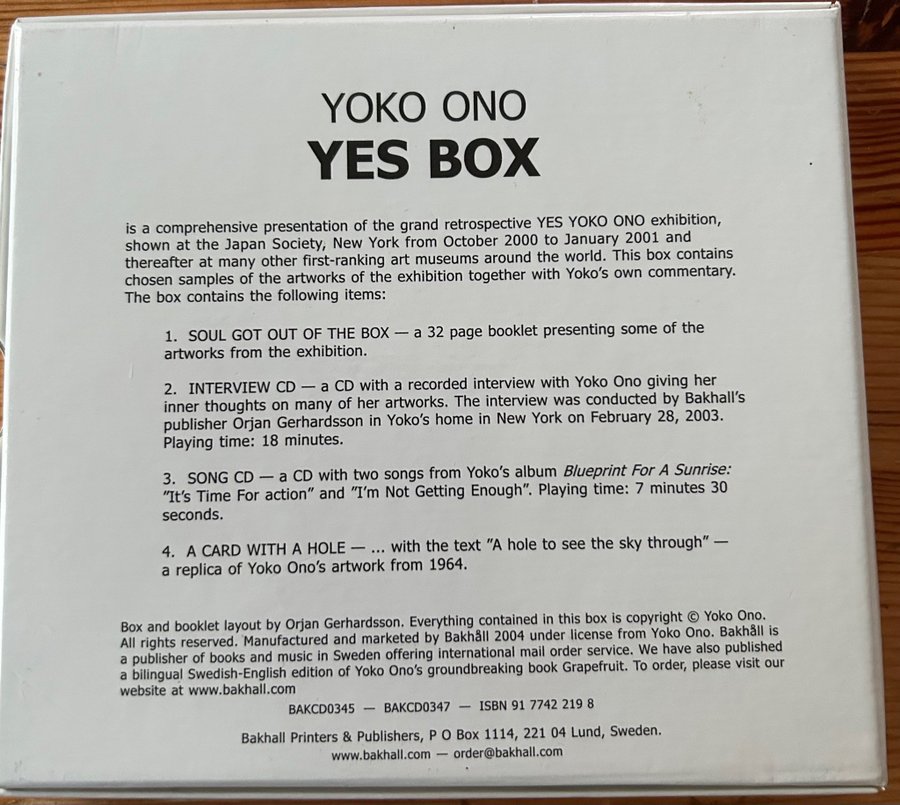 YOKO ONO
YES BOX
is a comprehensive presentation of the grand retrospective YES YOKO ONO exhibition,
shown at the Japan Society, New York from October 2000 to January 2001 and
thereafter at many other first-ranking art museums around the world. This box contains
chosen samples of the artworks of the exhibition together with Yoko's own commentary.
The box contains the following items:
1. SOUL GOT OUT OF THE BOX — a 32 page booklet presenting some of the
artworks from the exhibition.
2. INTERVIEW CD — a CD with a recorded interview with Yoko Ono giving her
inner thoughts on many of her artworks. The interview was conducted by Bakhall's
publisher Orjan Gerhardsson in Yoko's home in New York on February 28, 2003.
Playing time: 18 minutes.
3. SONG CD — a CD with two songs from Yoko's album Blueprint For A Sunrise:
"It's Time For action" and "I'm Not Getting Enough". Playing time: 7 minutes 30
seconds.
4. A CARD WITH A HOLE — ... with the text "A hole to see the sky through" —
a replica of Yoko Ono's artwork from 1964.
Box and booklet layout by Orjan Gerhardsson. Everything contained in this box is copyright © Yoko Ono.
All rights reserved. Manufactured and marketed by Bakhåll 2004 under license from Yoko Ono. Bakhåll is
a publisher of books and music in Sweden offering international mail order service. We have also published
a bilingual Swedish-English edition of Yoko Ono's groundbreaking book Grapefruit. To order, please visit our
website at www.bakhall.com
BAKCD0345 — BAKCD0347 — ISBN 91 7742 219 8
Bakhall Printers & Publishers, P O Box 1114, 221 04 Lund, Sweden.
www.bakhall.com — order@bakhall.com